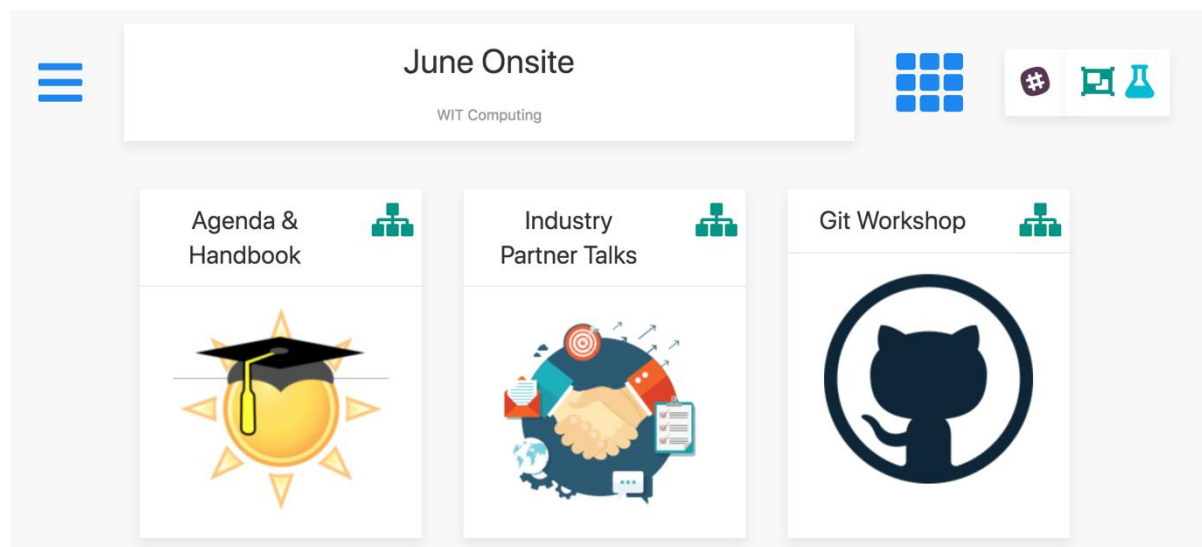 June Onsite
WIT Computing
Agenda &
Handbook
Industry
Partner Talks
Git Workshop